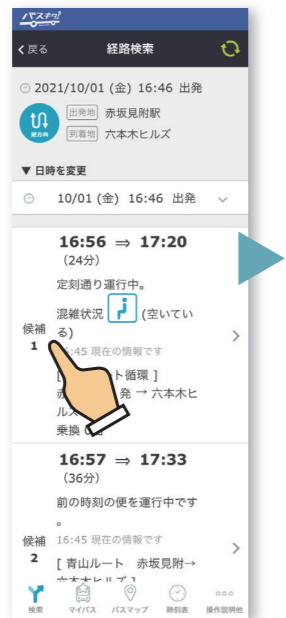 バスナビ
戻る 経路検索
2021/10/01 (金) 16:46 出発
逆方向
出発地 赤坂見附駅
到着地 六本木ヒルズ
▼ 日時を変更
10/01 (金) 16:46 出発
16:56 ⇒ 17:20
(24分)
定刻通り運行中。
混雑状況 (空いてい
る)
候補
1
:45 現在の情報です
ト循環 ]
発 → 六本木ヒ
ルズ
乗換
16:57 ⇒ 17:33
(36分)
前の時刻の便を運行中です
。
候補
2
16:45 現在の情報です
[ 青山ルート 赤坂見附→
六本木ヒルズ ]
検索 マイバス バスマップ 時刻表 操作説明他